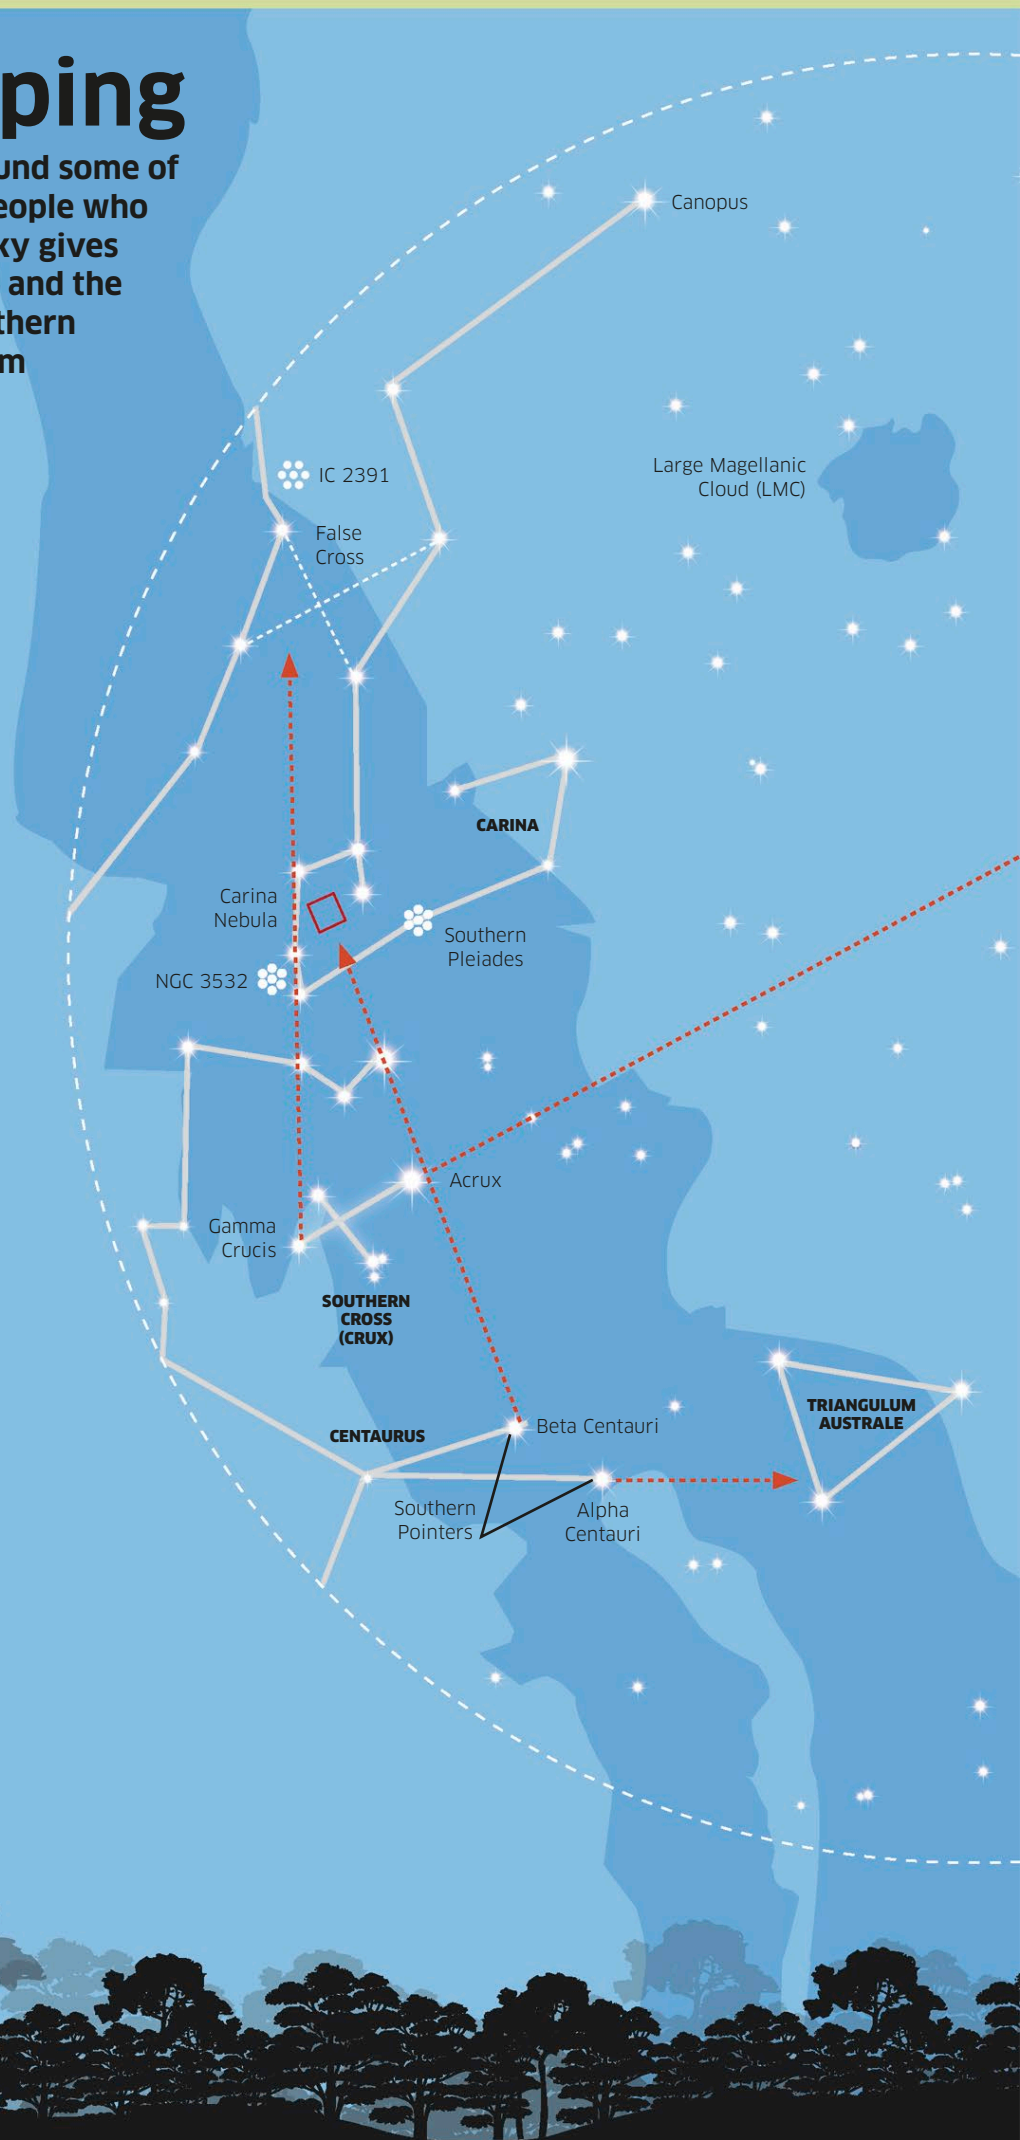 ping
und some of
eople who
ky gives
and the
thern
m
Canopus
IC 2391
Large Magellanic
Cloud (LMC)
False
Cross
CARINA
Carina
Nebula
Southern
Pleiades
NGC 3532
Acrux
Gamma
Crucis
SOUTHERN
CROSS
(CRUX)
TRIANGULUM
AUSTRALE
Beta Centauri
CENTAURUS
Southern
Pointers
Alpha
Centauri